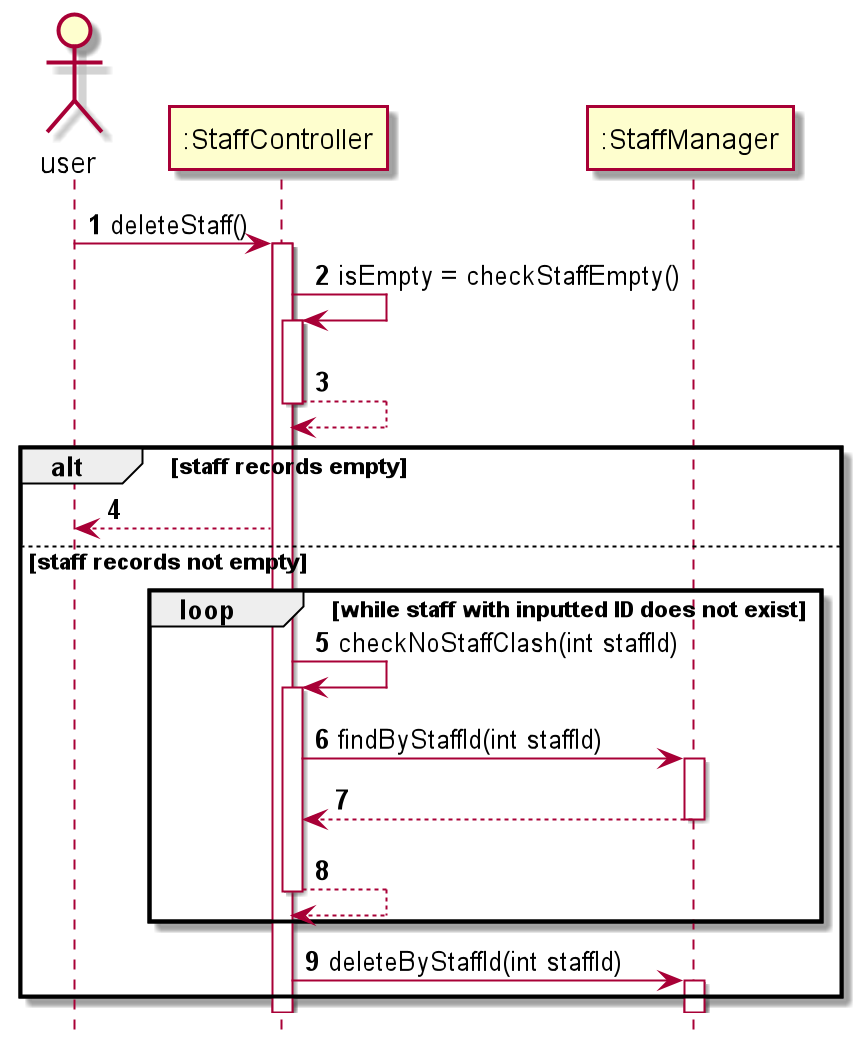 user
:StaffController
:StaffManager
1 deleteStaff()
2 isEmpty = checkStaffEmpty()
3
alt [staff records empty]
4
[staff records not empty]
loop [while staff with inputted ID does not exist]
5 checkNoStaffClash(int staffId)
6 findByStaffId(int staffId)
7
8
9 deleteByStaffId(int staffId)